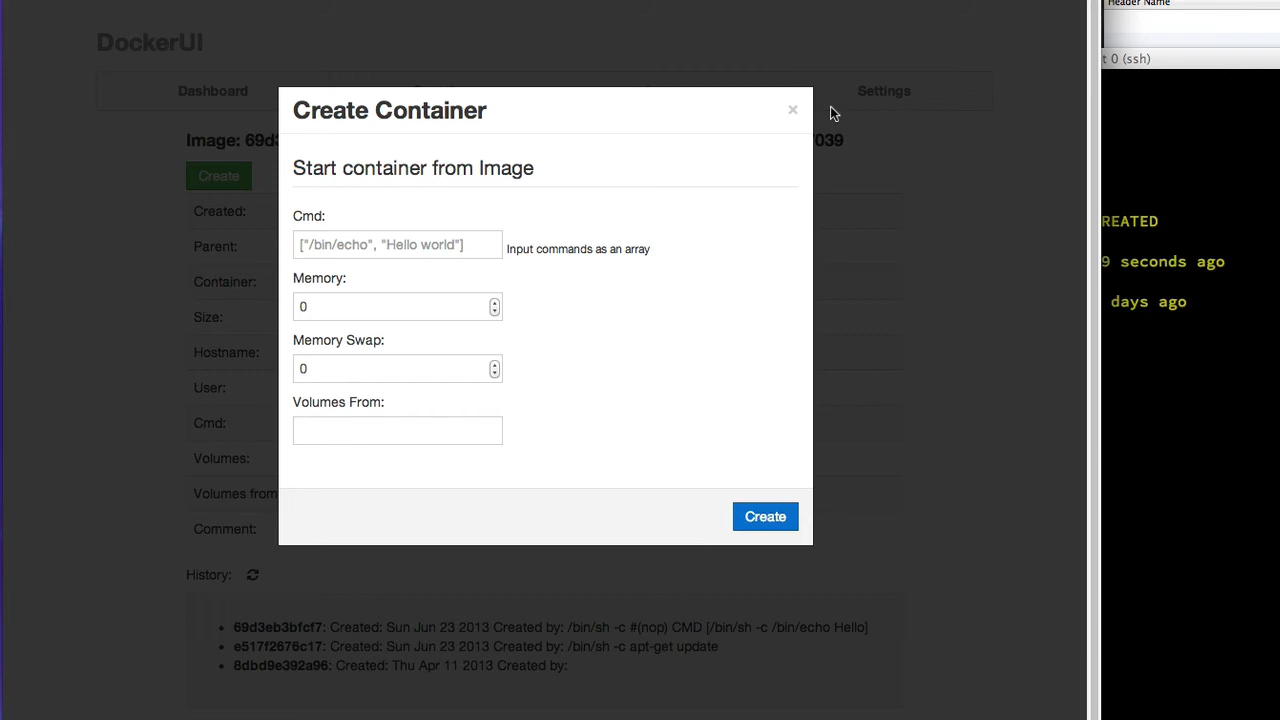 DockerUI
Dashboard
Settings
Image: 69d3
7039
Create
Created:
Parent:
Container:
Size:
Hostname:
User:
Cmd:
Volumes:
Volumes from
Comment:
History:
69d3eb3bfcf7: Created: Sun Jun 23 2013 Created by: /bin/sh -c #(nop) CMD [/bin/sh -c /bin/echo Hello]
e517f2676c17: Created: Sun Jun 23 2013 Created by: /bin/sh -c apt-get update
8dbd9e392a96: Created: Thu Apr 11 2013 Created by:
Create Container
×
Start container from Image
Cmd:
["/bin/echo", "Hello world"]
Input commands as an array
Memory:
0
Memory Swap:
0
Volumes From:
Create
Header Name
t 0 (ssh)
REATED
9 seconds ago
days ago